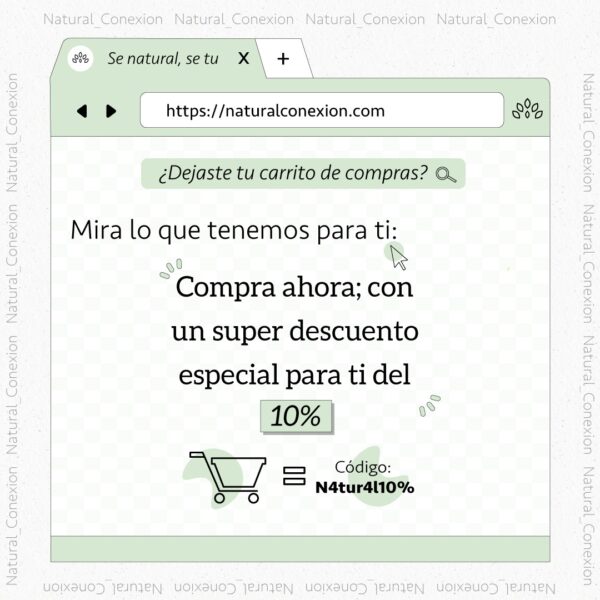 Natural_Conexion Natural_Conexion Natural_Conexion Natural_Conexion
Se natural, se tu X +
https://naturalconexion.com
¿Dejaste tu carrito de compras?
Mira lo que tenemos para ti:
Compra ahora; con
un super descuento
especial para ti del
10%
=
Código:
N4tur4l10%
Natural_Conexion Natural_Conexion Natural_Conexion Natural_Conexion
Natural_Conexion Natural_Conexion Natural_Conexion Natural_Conexion
Natural_Conexion Natural_Conexion Natural_Conexion Natural_Conexion